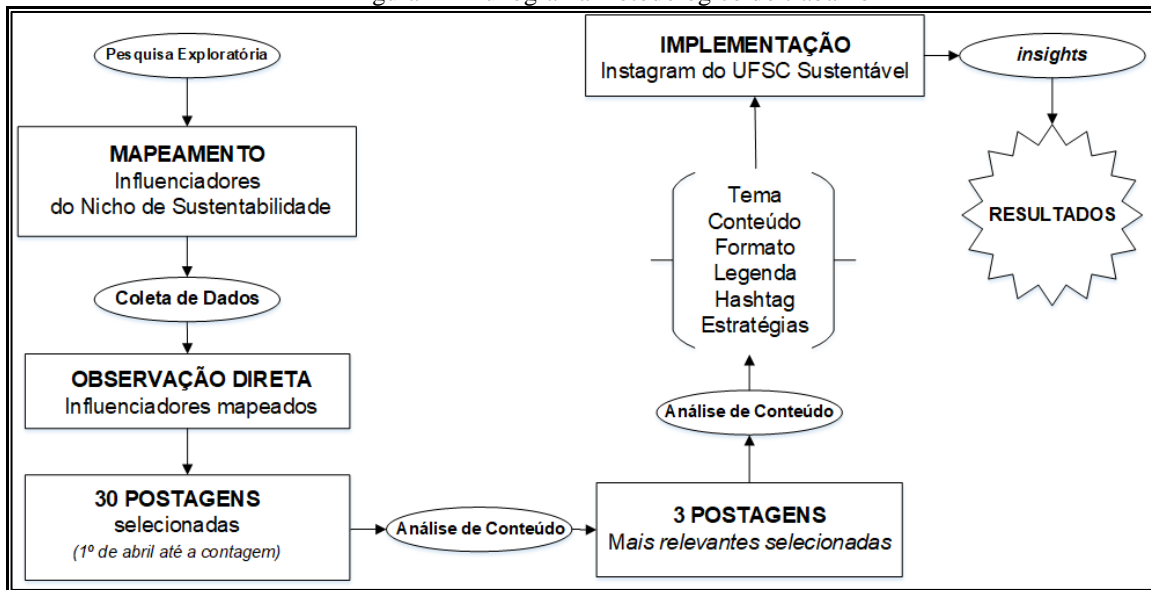 Pesquisa Exploratória
MAPEAMENTO
Influenciadores
do Nicho de Sustentabilidade
Coleta de Dados
OBSERVAÇÃO DIRETA
Influenciadores mapeados
30 POSTAGENS
selecionadas
(1º de abril até a contagem)
Análise de Conteúdo
3 POSTAGENS
Mais relevantes selecionadas
Análise de Conteúdo
Tema
Conteúdo
Formato
Legenda
Hashtag
Estratégias
IMPLEMENTAÇÃO
Instagram do UFSC Sustentável
insights
RESULTADOS